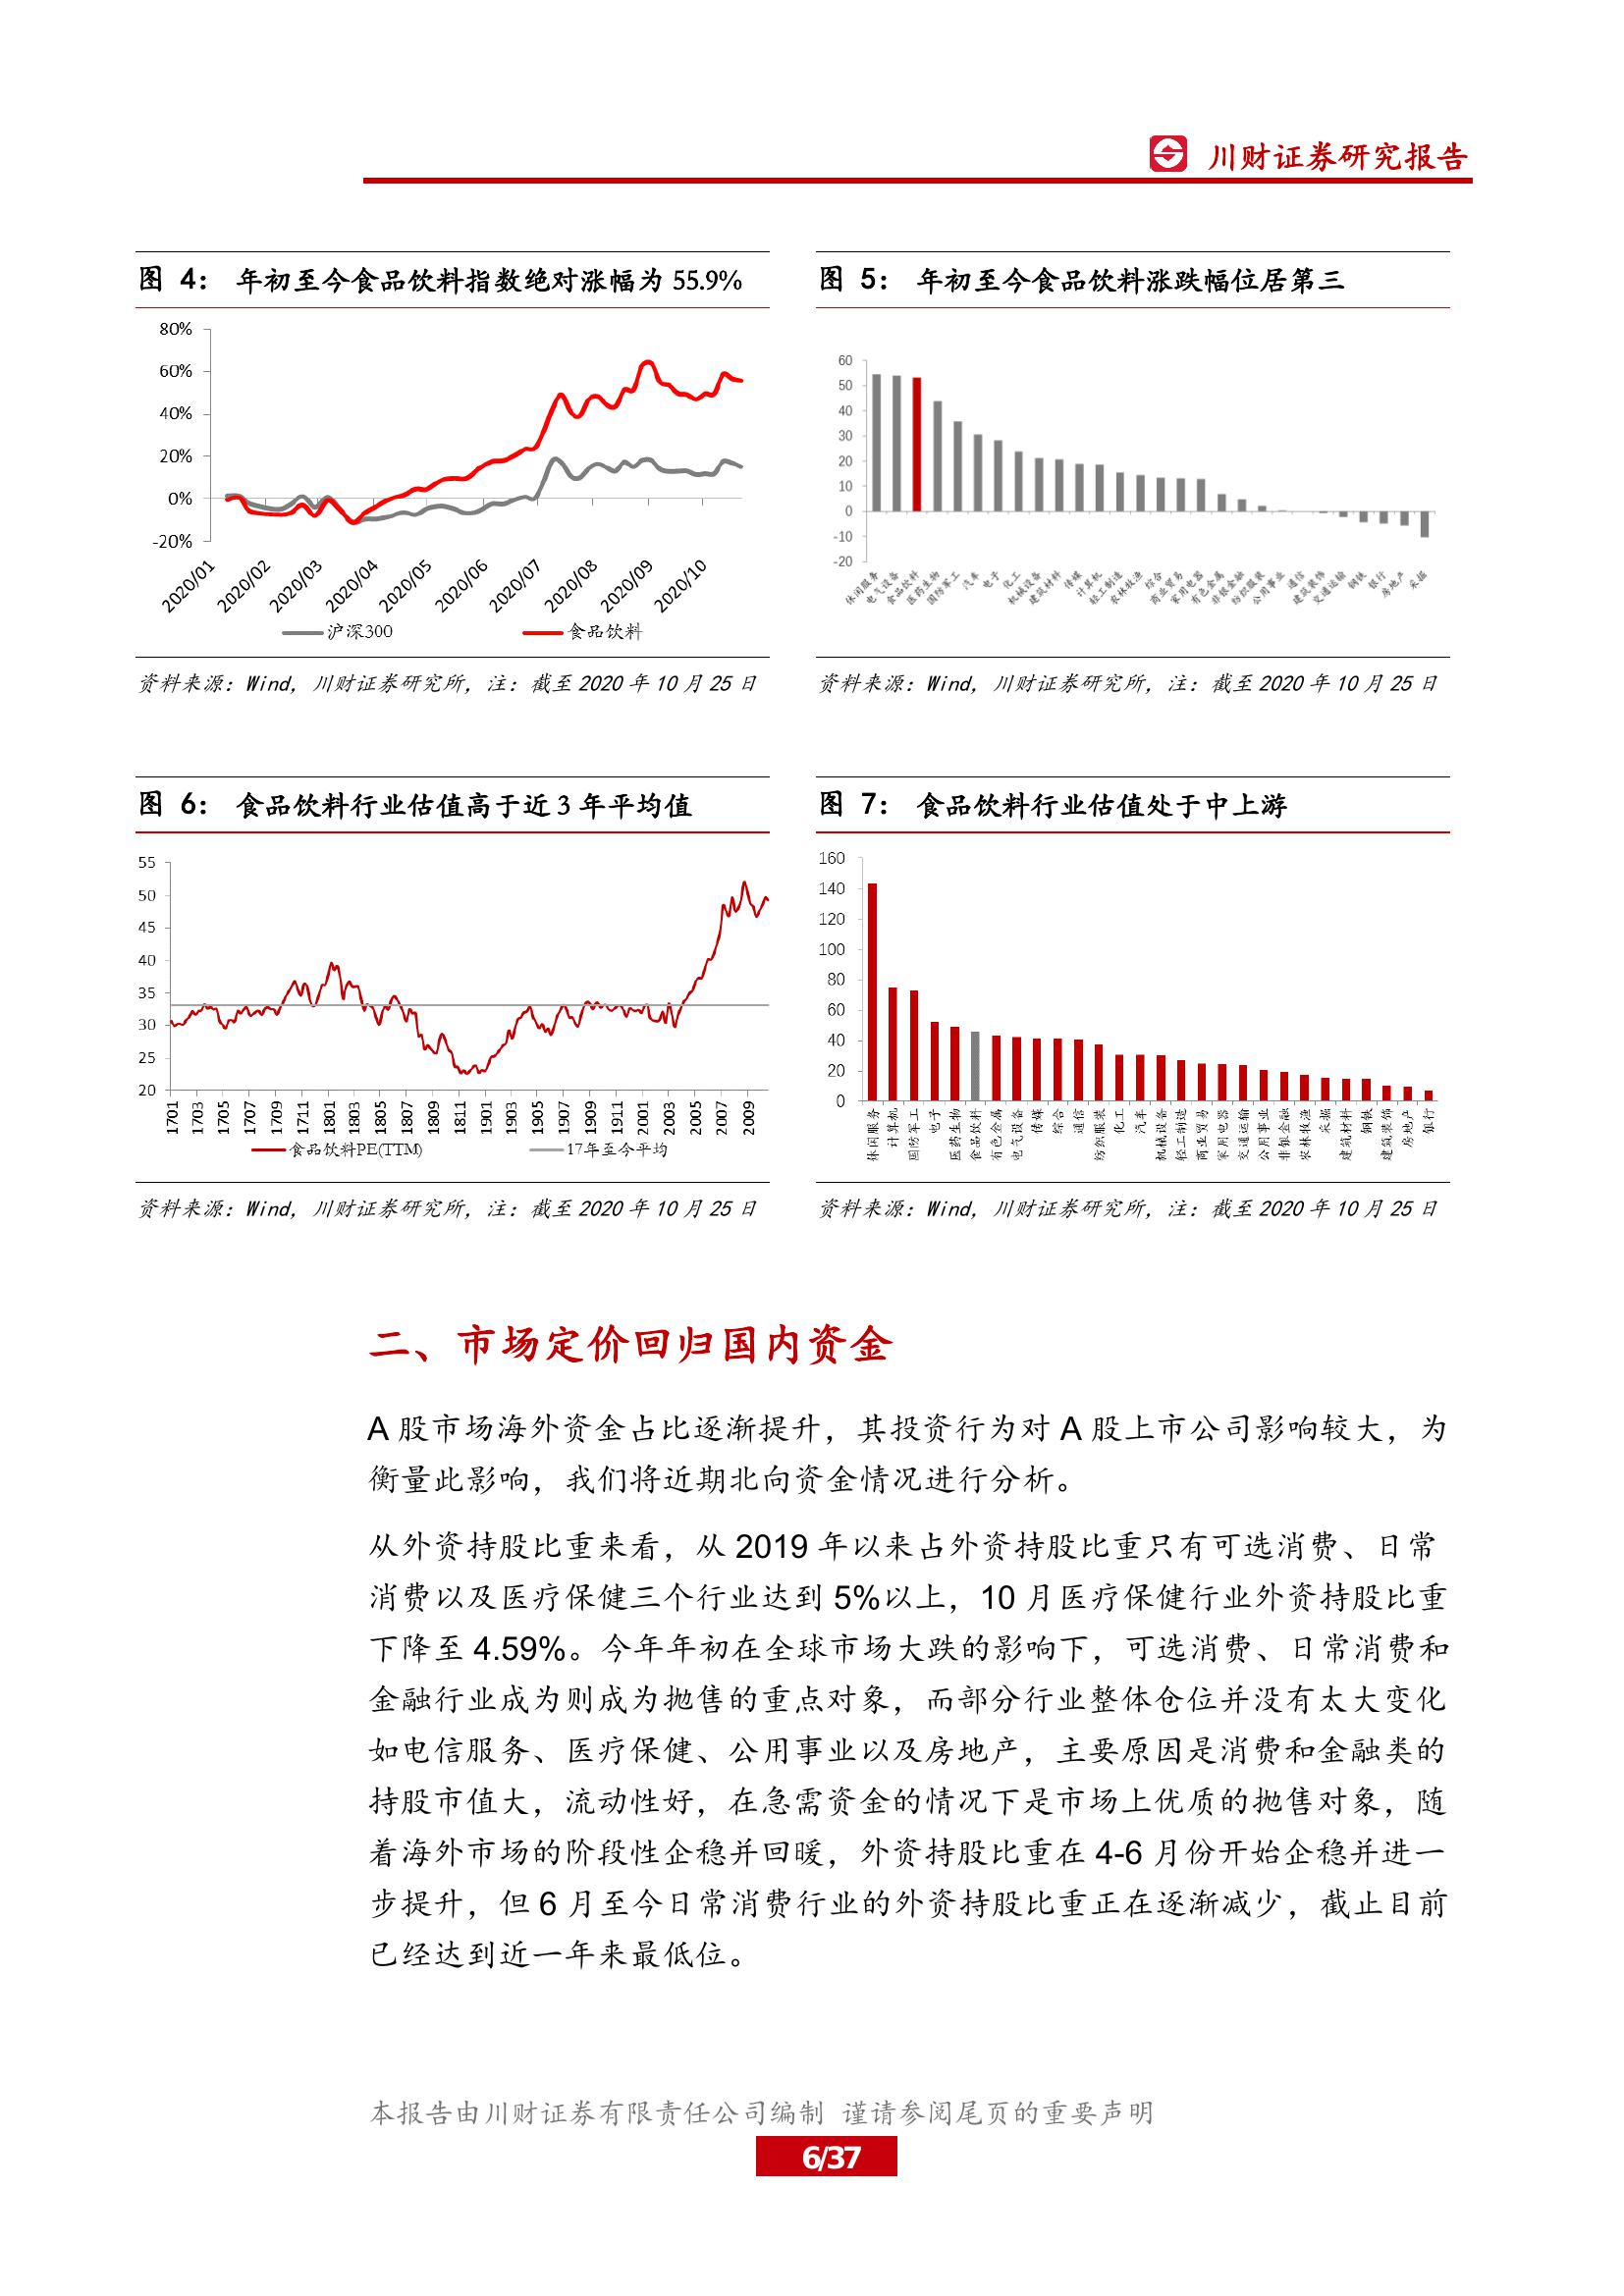 川财证券研究报告
图 4： 年初至今食品饮料指数绝对涨幅为 55.9%
80%
60%
40%
20%
0%
-20%
2020/01 2020/02 2020/03 2020/04 2020/05 2020/06 2020/07 2020/08 2020/09 2020/10
沪深300 食品饮料
资料来源：Wind，川财证券研究所，注：截至 2020 年 10 月 25 日
图 5： 年初至今食品饮料涨跌幅位居第三
60
50
40
30
20
10
0
-10
-20
休闲服务 电气设备 食品饮料 医药生物 国防军工 汽车 电子 化工 机械设备 建筑材料 传媒 计算机 轻工制造 农林牧渔 综合 商业贸易 家用电器 有色金属 非银金融 纺织服装 公用事业 通信 建筑装饰 交通运输 钢铁 银行 房地产 采掘
资料来源：Wind，川财证券研究所，注：截至 2020 年 10 月 25 日
图 6： 食品饮料行业估值高于近 3 年平均值
55
50
45
40
35
30
25
20
1701 1703 1705 1707 1709 1711 1801 1803 1805 1807 1809 1811 1901 1903 1905 1907 1909 1911 2001 2003 2005 2007 2009
食品饮料PE(TTM) 17年至今平均
资料来源：Wind，川财证券研究所，注：截至 2020 年 10 月 25 日
图 7： 食品饮料行业估值处于中上游
160
140
120
100
80
60
40
20
0
休闲服务 计算机 国防军工 电子 医药生物 食品饮料 有色金属 电气设备 传媒 综合 通信 纺织服装 化工 汽车 机械设备 轻工制造 商业贸易 家用电器 交通运输 公用事业 非银金融 农林牧渔 采掘 建筑材料 钢铁 建筑装饰 房地产 银行
资料来源：Wind，川财证券研究所，注：截至 2020 年 10 月 25 日
二、市场定价回归国内资金
A 股市场海外资金占比逐渐提升，其投资行为对 A 股上市公司影响较大，为
衡量此影响，我们将近期北向资金情况进行分析。
从外资持股比重来看，从 2019 年以来占外资持股比重只有可选消费、日常
消费以及医疗保健三个行业达到 5%以上，10 月医疗保健行业外资持股比重
下降至 4.59%。今年年初在全球市场大跌的影响下，可选消费、日常消费和
金融行业成为则成为抛售的重点对象，而部分行业整体仓位并没有太大变化
如电信服务、医疗保健、公用事业以及房地产，主要原因是消费和金融类的
持股市值大，流动性好，在急需资金的情况下是市场上优质的抛售对象，随
着海外市场的阶段性企稳并回暖，外资持股比重在 4-6 月份开始企稳并进一
步提升，但 6 月至今日常消费行业的外资持股比重正在逐渐减少，截止目前
已经达到近一年来最低位。
本报告由川财证券有限责任公司编制 谨请参阅尾页的重要声明
6/37